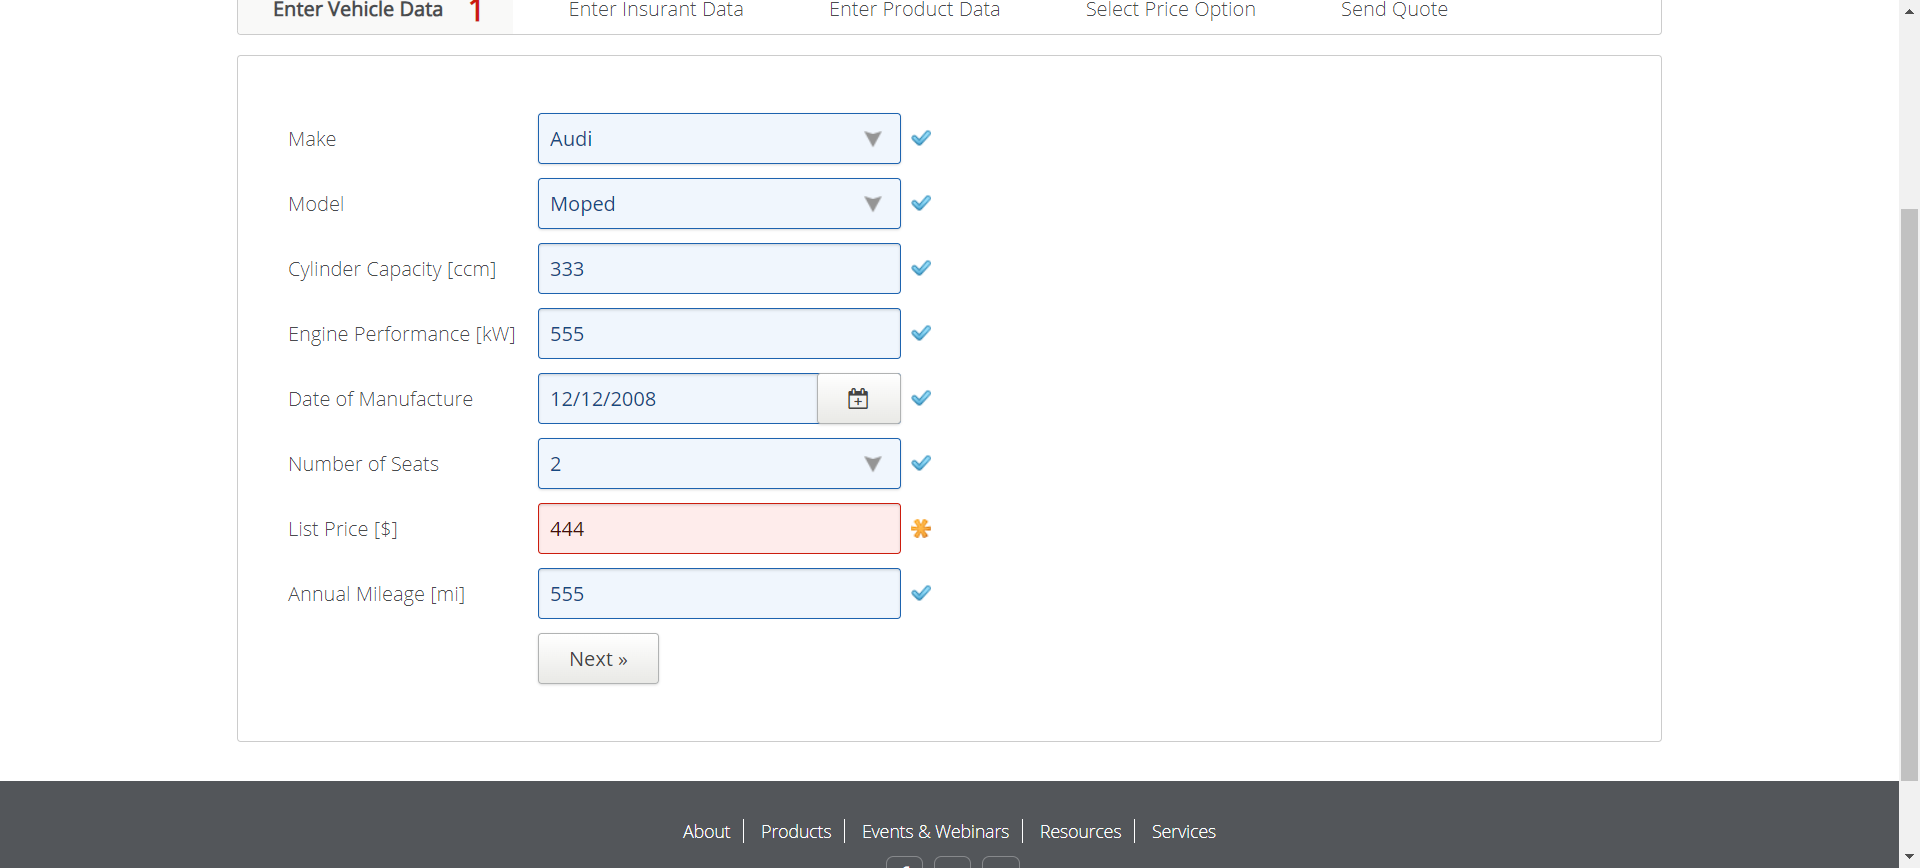 Enter Vehicle Data 1 Enter Insurant Data Enter Product Data Select Price Option Send Quote
Make Audi
Model Moped
Cylinder Capacity [ccm] 333
Engine Performance [kW] 555
Date of Manufacture 12/12/2008
Number of Seats 2
List Price [$] 444
Annual Mileage [mi] 555
Next »
About Products Events & Webinars Resources Services